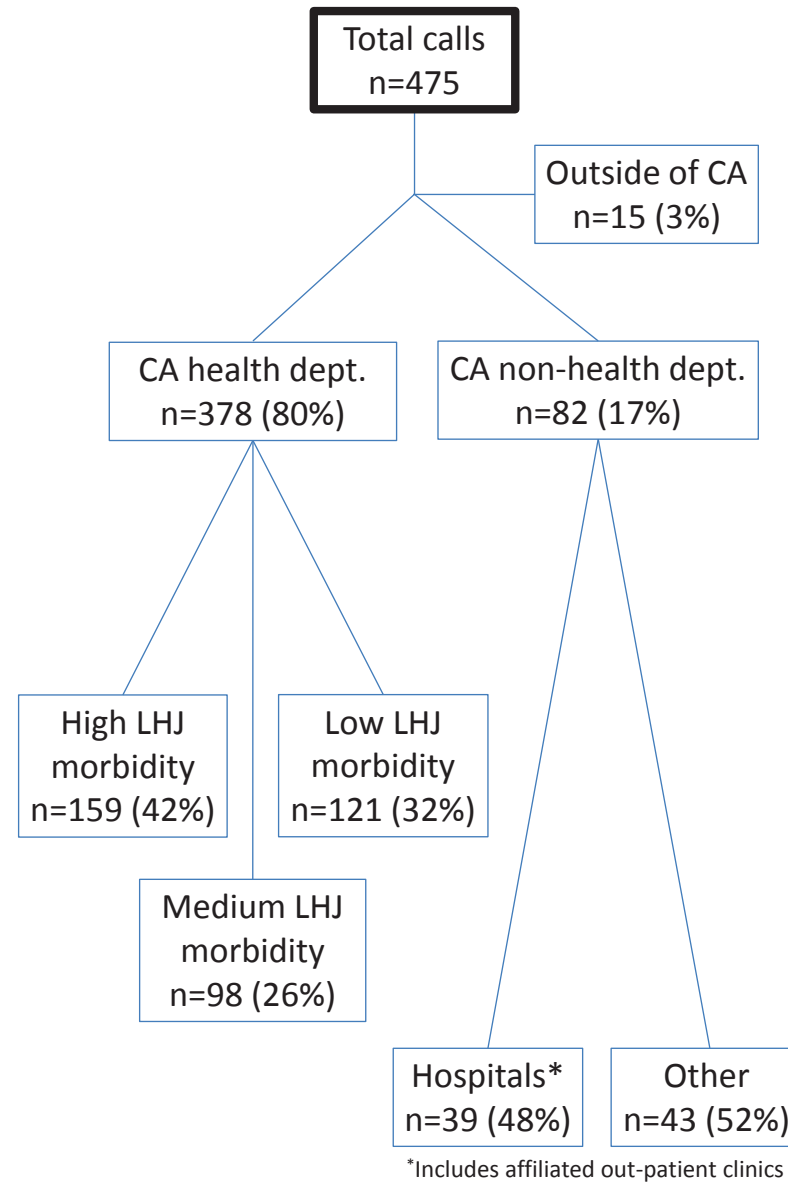 Total calls
n=475
Outside of CA
n=15 (3%)
CA health dept.
n=378 (80%)
CA non-health dept.
n=82 (17%)
High LHJ
morbidity
n=159 (42%)
Low LHJ
morbidity
n=121 (32%)
Medium LHJ
morbidity
n=98 (26%)
Hospitals*
n=39 (48%)
Other
n=43 (52%)
*Includes affiliated out-patient clinics